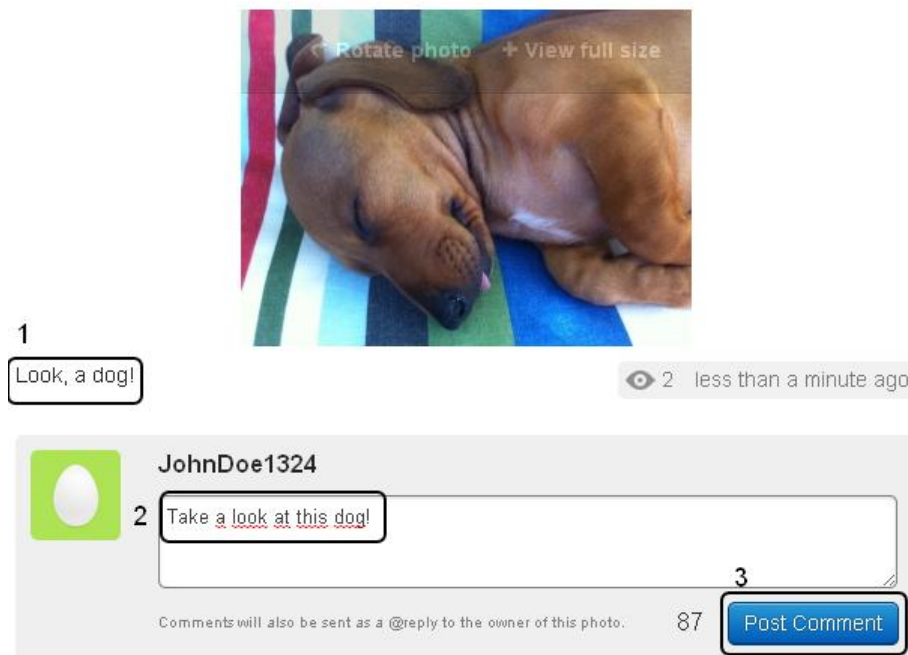 Rotate photo + View full size
1
Look, a dog!
2 less than a minute ago
JohnDoe1324
2 Take a look at this dog!
3
Comments will also be sent as a @reply to the owner of this photo. 87 Post Comment